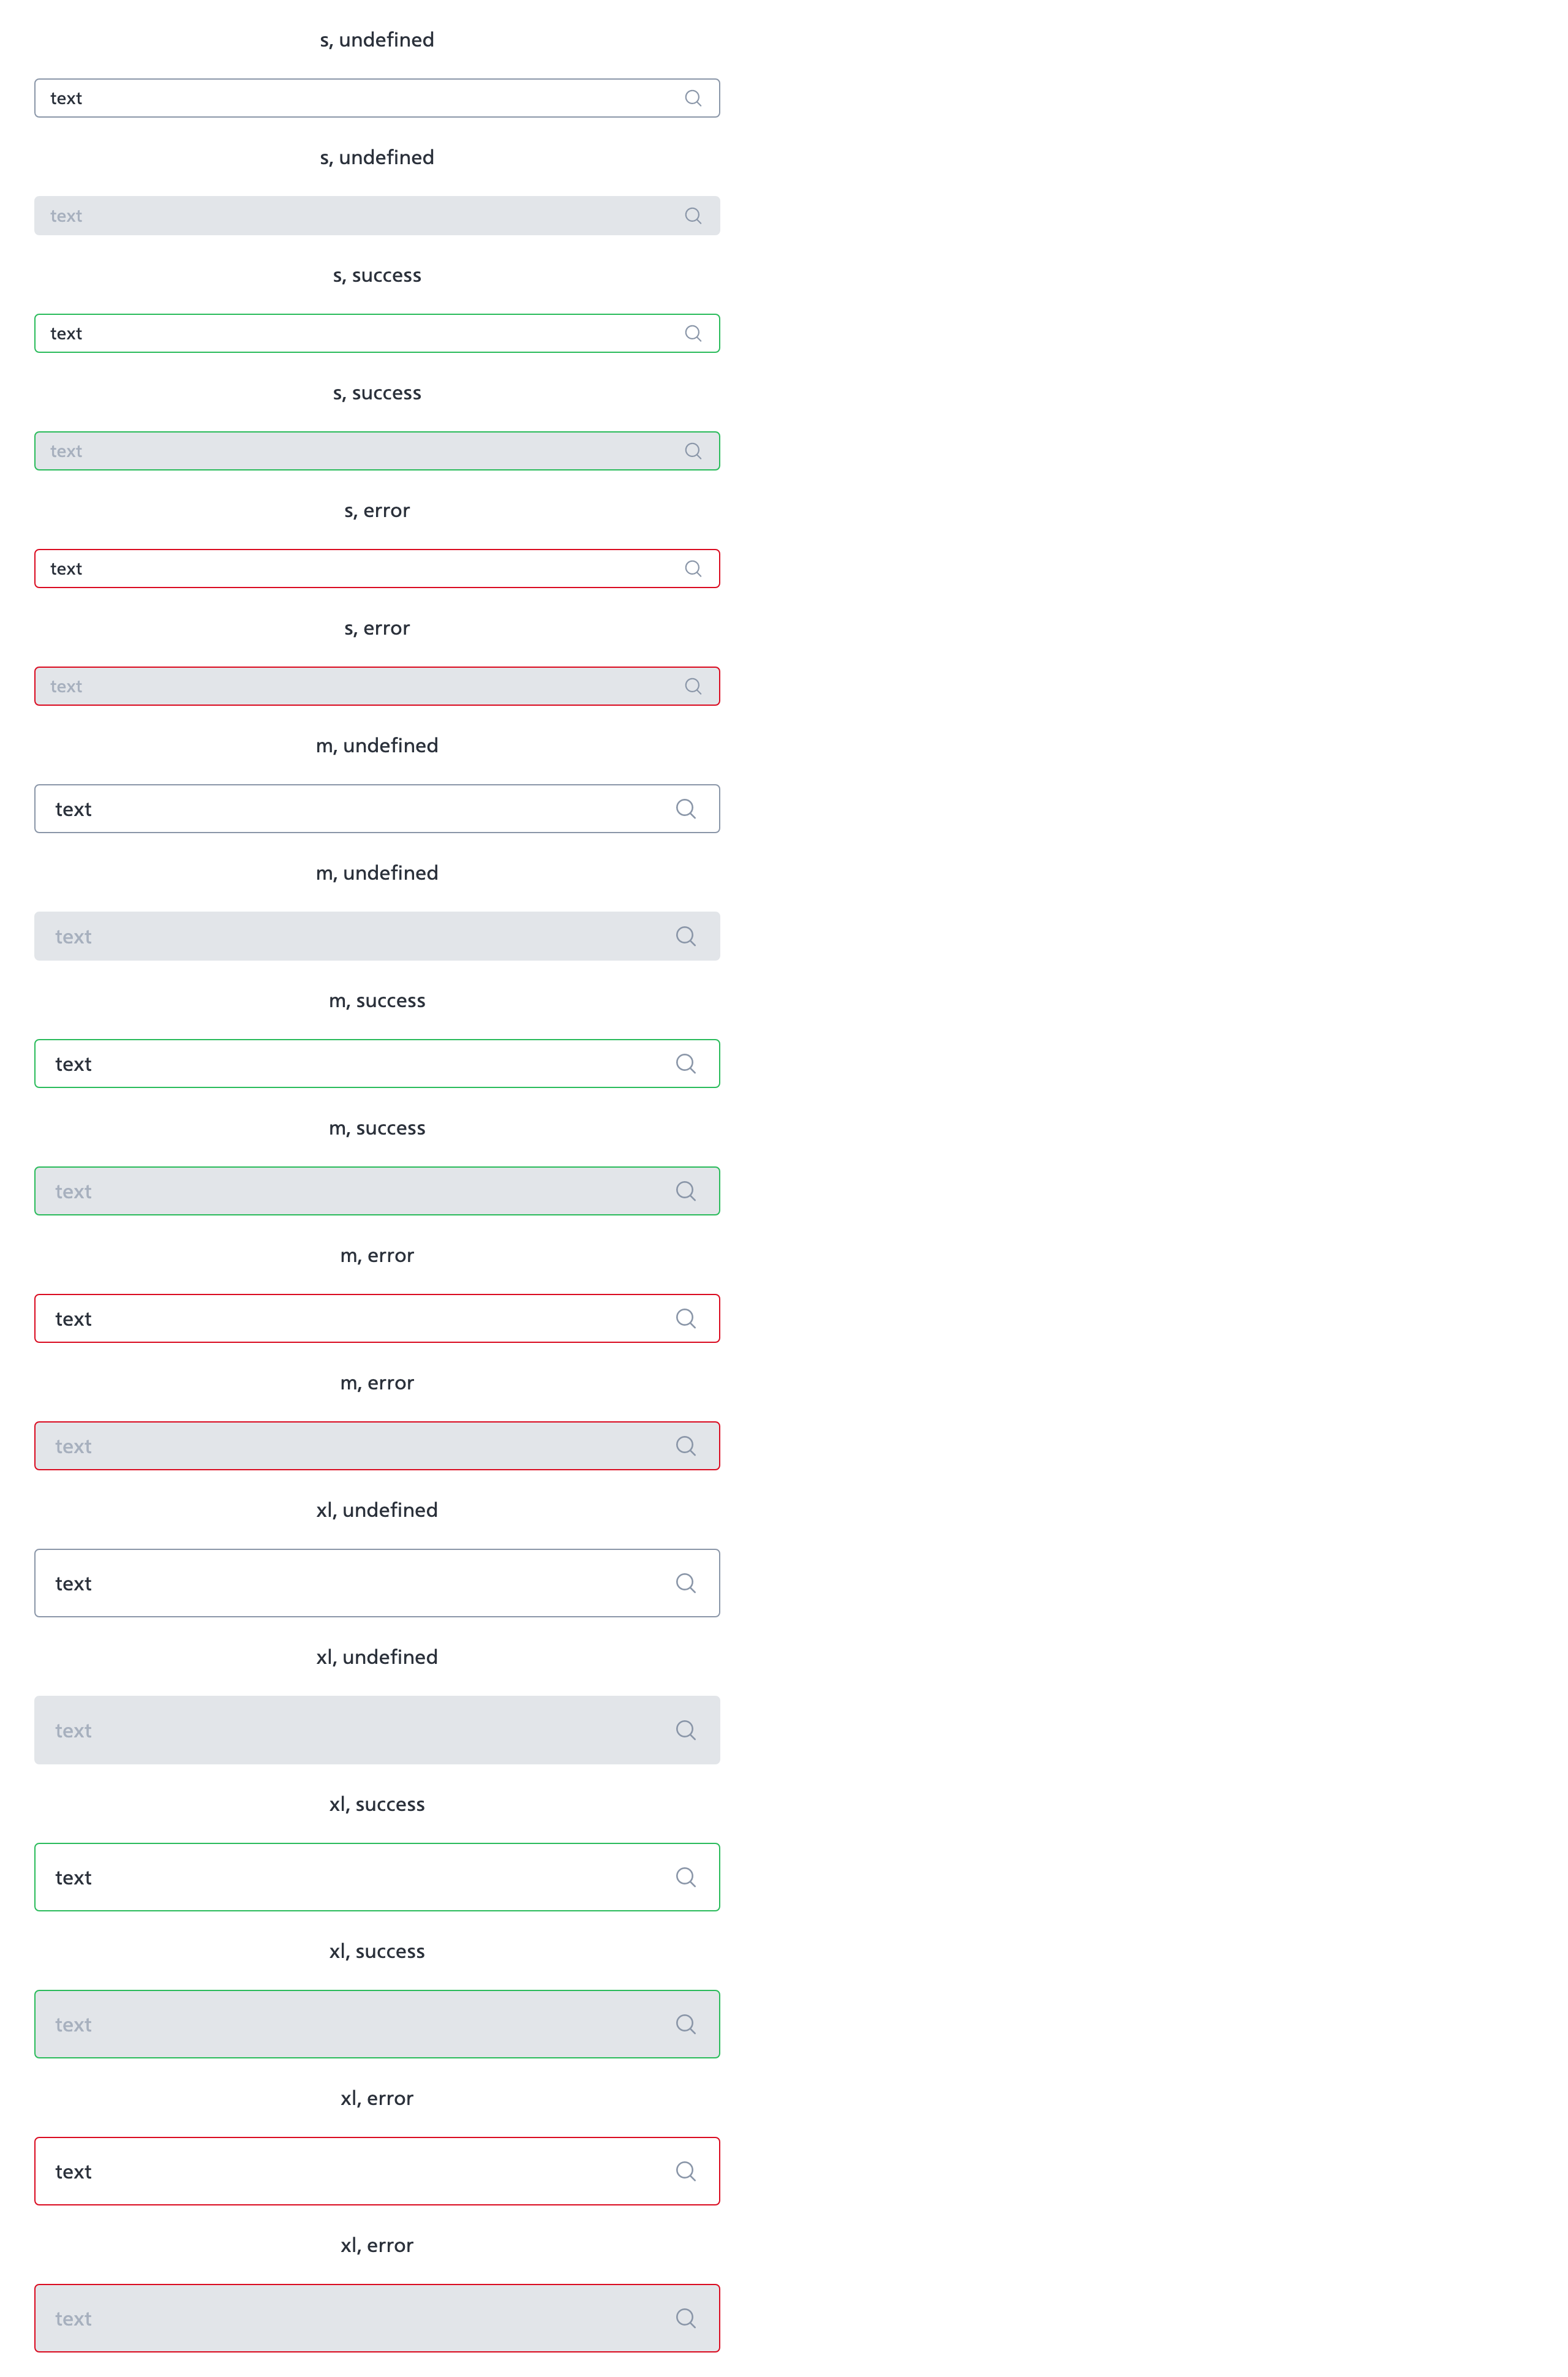 s, undefined
text
s, undefined
text
s, success
text
s, success
text
s, error
text
s, error
text
m, undefined
text
m, undefined
text
m, success
text
m, success
text
m, error
text
m, error
text
xl, undefined
text
xl, undefined
text
xl, success
text
xl, success
text
xl, error
text
xl, error
text